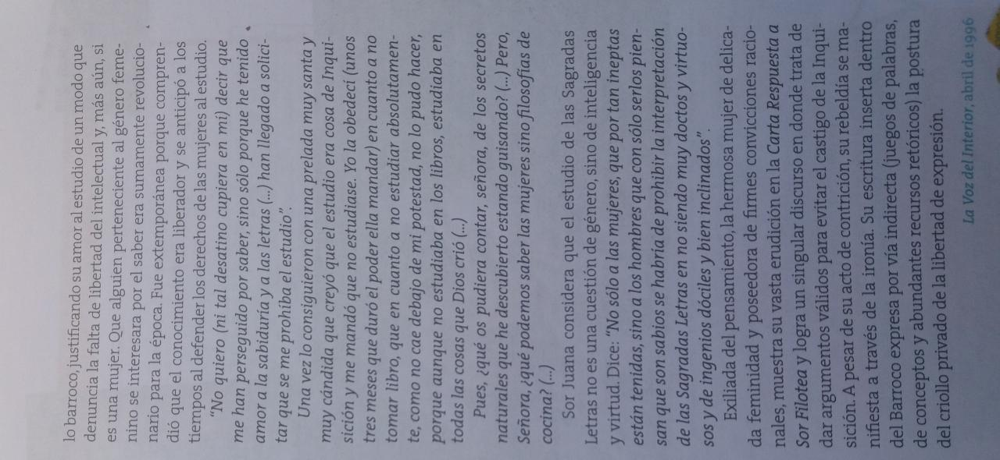 lo barroco, justificando su amor al estudio de un modo que
denuncia la falta de libertad del intelectual y, más aún, si
es una mujer. Que alguien perteneciente al género feme-
nino se interesara por el saber era sumamente revolucio-
nario para la época. Fue extemporánea porque compren-
dió que el conocimiento era liberador y se anticipó a los
tiempos al defender los derechos de las mujeres al estudio.
“No quiero (ni tal desatino cupiera en mi) decir que
me han perseguido por saber, sino sólo porque he tenido
amor a la sabiduría y a las letras (...) han llegado a solici-
tar que se me prohiba el estudio”.
Una vez lo consiguieron con una prelada muy santa y
muy cándida que creyó que el estudio era cosa de Inqui-
sición y me mandó que no estudiase. Yo la obedecí (unos
tres meses que duró el poder ella mandar) en cuanto a no
tomar libro, que en cuanto a no estudiar absolutamen-
te, como no cae debajo de mi potestad, no lo pudo hacer,
porque aunque no estudiaba en los libros, estudiaba en
todas las cosas que Dios crió (...)
Pues, ¿qué os pudiera contar, señora, de los secretos
naturales que he descubierto estando guisando? (...) Pero,
Señora, ¿qué podemos saber las mujeres sino filosofías de
cocina? (...)
Sor Juana considera que el estudio de las Sagradas
Letras no es una cuestión de género, sino de inteligencia
y virtud. Dice: “No sólo a las mujeres, que por tan ineptas
están tenidas, sino a los hombres que con sólo serlos pien-
san que son sabios se habría de prohibir la interpretación
de las Sagradas Letras en no siendo muy doctos y virtuo-
sos y de ingenios dóciles y bien inclinados”.
Exiliada del pensamiento, la hermosa mujer de delica-
da feminidad y poseedora de firmes convicciones racio-
nales, muestra su vasta erudición en la Carta Respuesta a
Sor Filotea y logra un singular discurso en donde trata de
dar argumentos válidos para evitar el castigo de la Inqui-
sición. A pesar de su acto de contrición, su rebeldía se ma-
nifiesta a través de la ironía. Su escritura inserta dentro
del Barroco expresa por vía indirecta (juegos de palabras,
de conceptos y abundantes recursos retóricos) la postura
del criollo privado de la libertad de expresión.
La Voz del Interior, abril de 1996